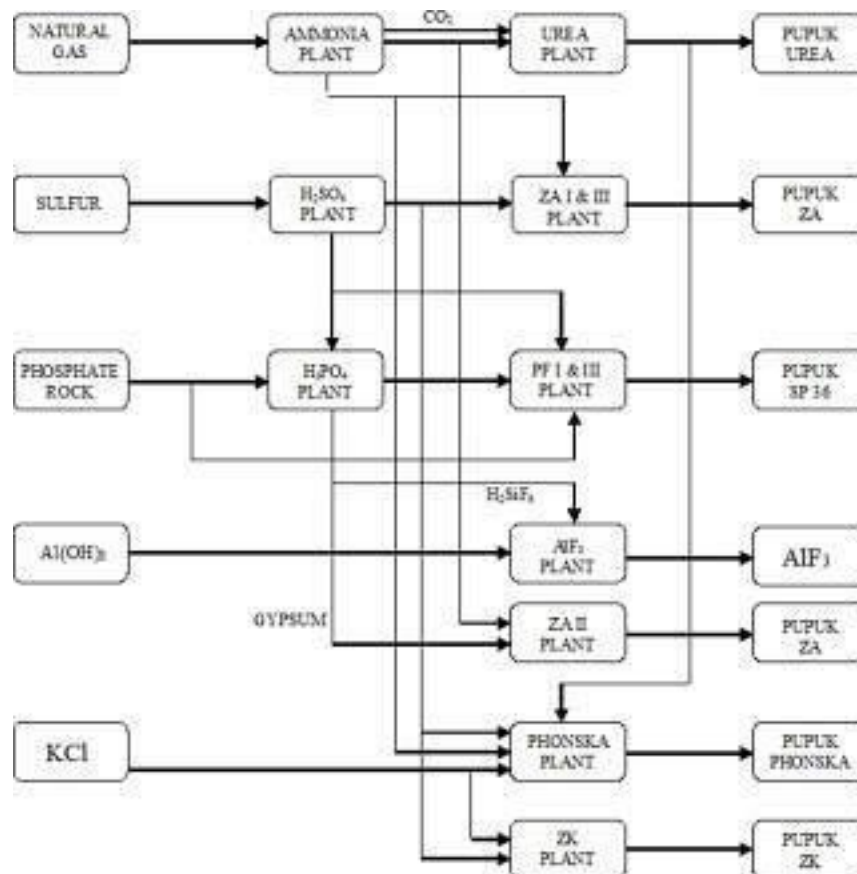 CO₂
NATURAL
GAS
AMMONIA
PLANT
UREA
PLANT
PUPUK
UREA
SULFUR
H₂SO₄
PLANT
ZA I & III
PLANT
PUPUK
ZA
PHOSPHATE
ROCK
H₃PO₄
PLANT
PF I & III
PLANT
PUPUK
SP 36
H₂SiF₆
Al(OH)₃
AlF₃
PLANT
AlF₃
GYPSUM
ZA II
PLANT
PUPUK
ZA
KCl
PHONSKA
PLANT
PUPUK
PHONSKA
ZK
PLANT
PUPUK
ZK